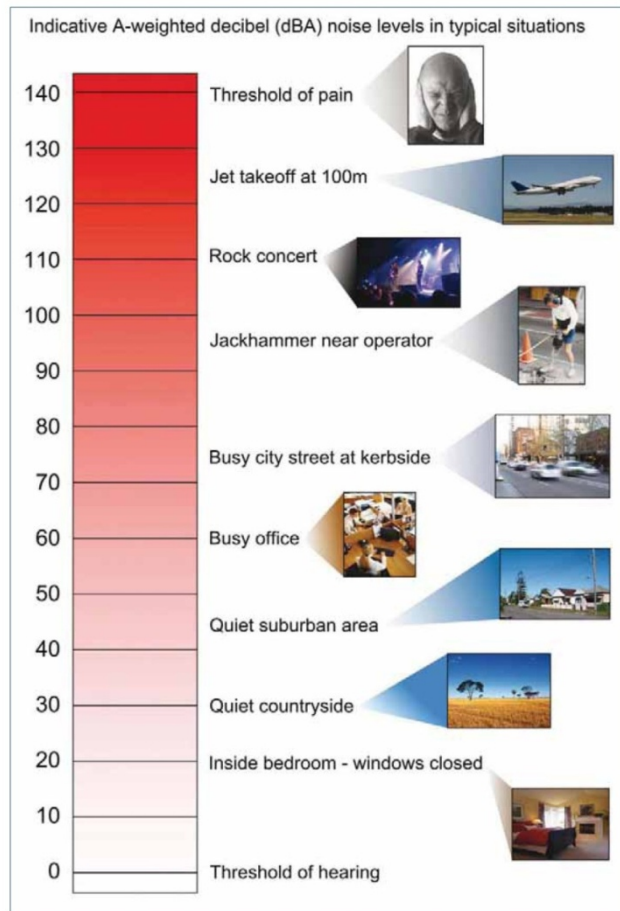 Indicative A-weighted decibel (dBA) noise levels in typical situations
140
Threshold of pain
130
Jet takeoff at 100m
120
Rock concert
110
100
Jackhammer near operator
90
80
Busy city street at kerbside
70
60
Busy office
50
Quiet suburban area
40
30
Quiet countryside
20
Inside bedroom - windows closed
10
0
Threshold of hearing